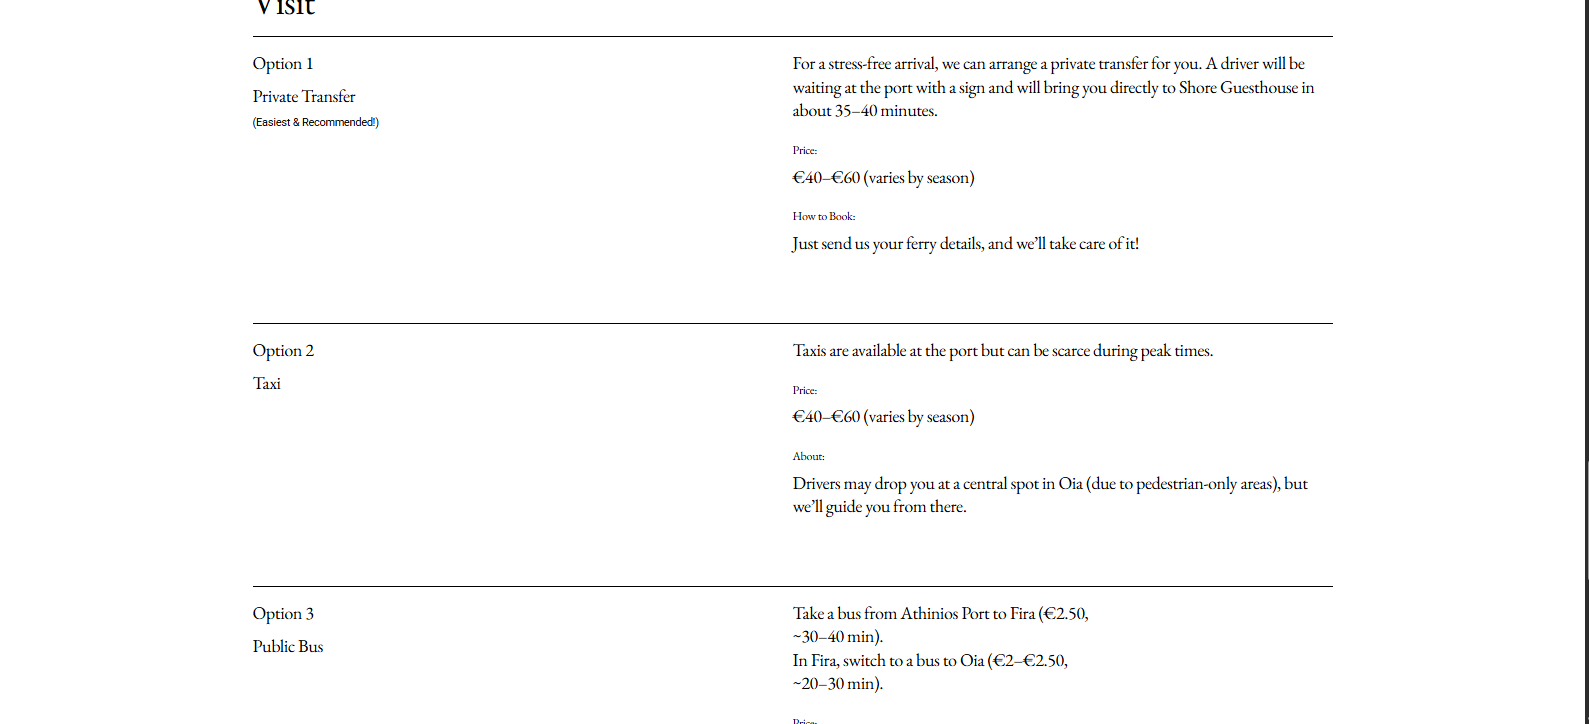 Visit
Option 1
Private Transfer
(Easiest & Recommended!)
For a stress-free arrival, we can arrange a private transfer for you. A driver will be
waiting at the port with a sign and will bring you directly to Shore Guesthouse in
about 35–40 minutes.
Price:
€40–€60 (varies by season)
How to Book:
Just send us your ferry details, and we’ll take care of it!
Option 2
Taxi
Taxis are available at the port but can be scarce during peak times.
Price:
€40–€60 (varies by season)
About:
Drivers may drop you at a central spot in Oia (due to pedestrian-only areas), but
we’ll guide you from there.
Option 3
Public Bus
Take a bus from Athinios Port to Fira (€2.50,
~30–40 min).
In Fira, switch to a bus to Oia (€2–€2.50,
~20–30 min).
Price: